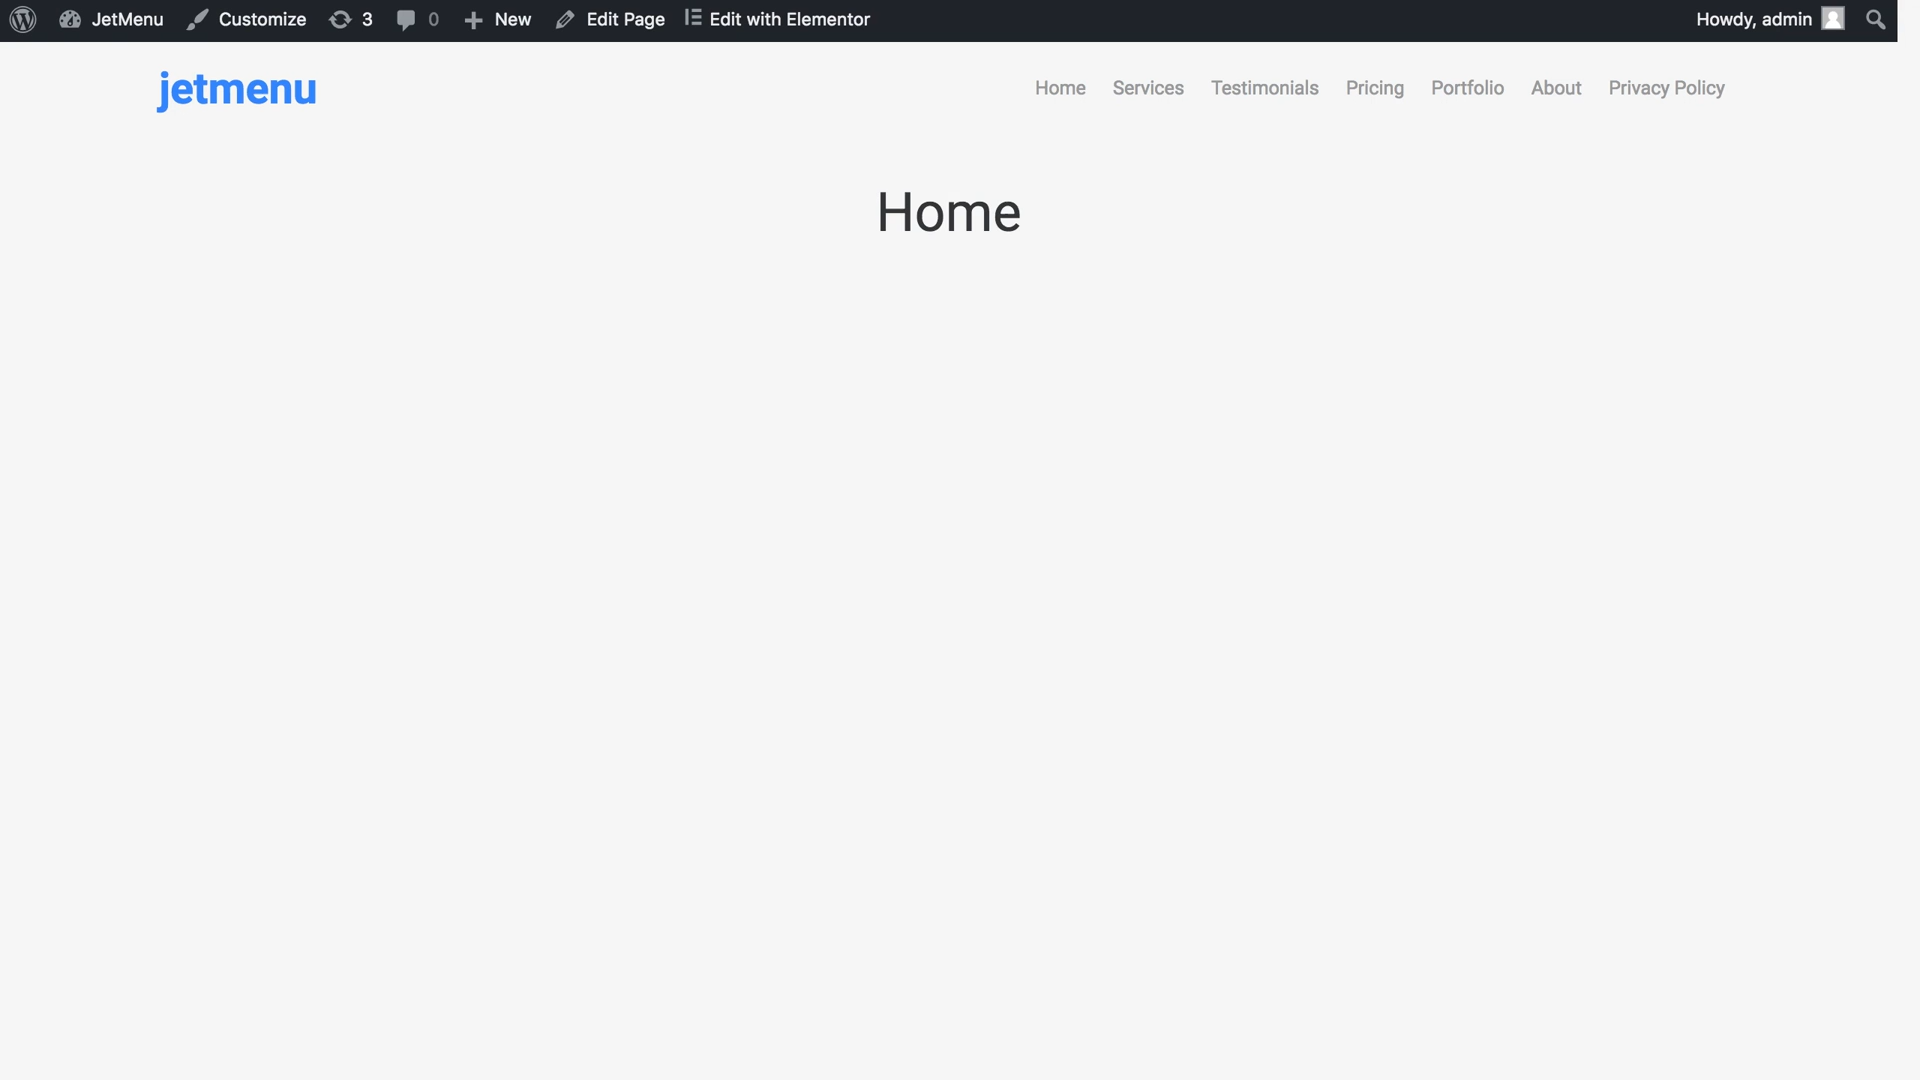 JetMenu Customize 3 0 New Edit Page Edit with Elementor Howdy, admin
jetmenu Home Services Testimonials Pricing Portfolio About Privacy Policy
Home